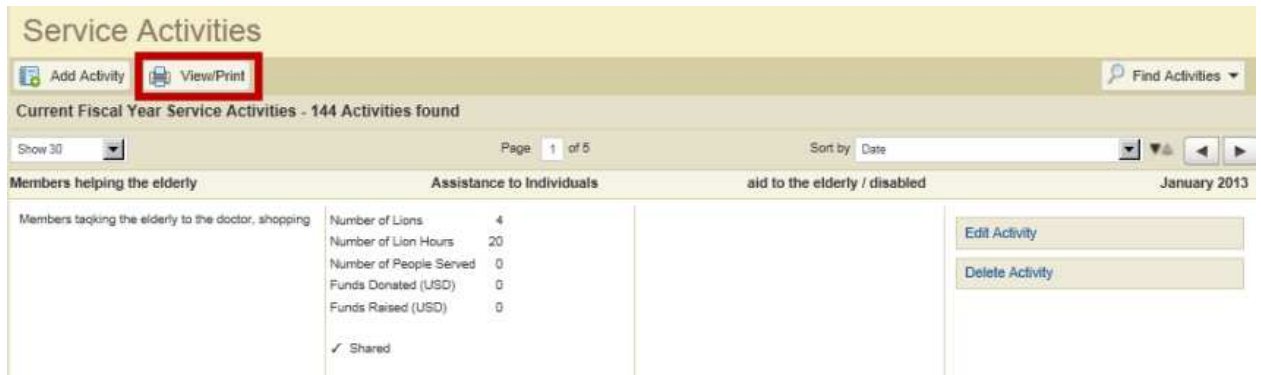 Service Activities
Add Activity View/Print Find Activities
Current Fiscal Year Service Activities - 144 Activities found
Show 30 Page 1 of 5 Sort by Date
Members helping the elderly Assistance to Individuals aid to the elderly / disabled January 2013
Members taqking the elderly to the doctor, shopping
Number of Lions 4
Number of Lion Hours 20
Number of People Served 0
Funds Donated (USD) 0
Funds Raised (USD) 0
✓ Shared
Edit Activity
Delete Activity